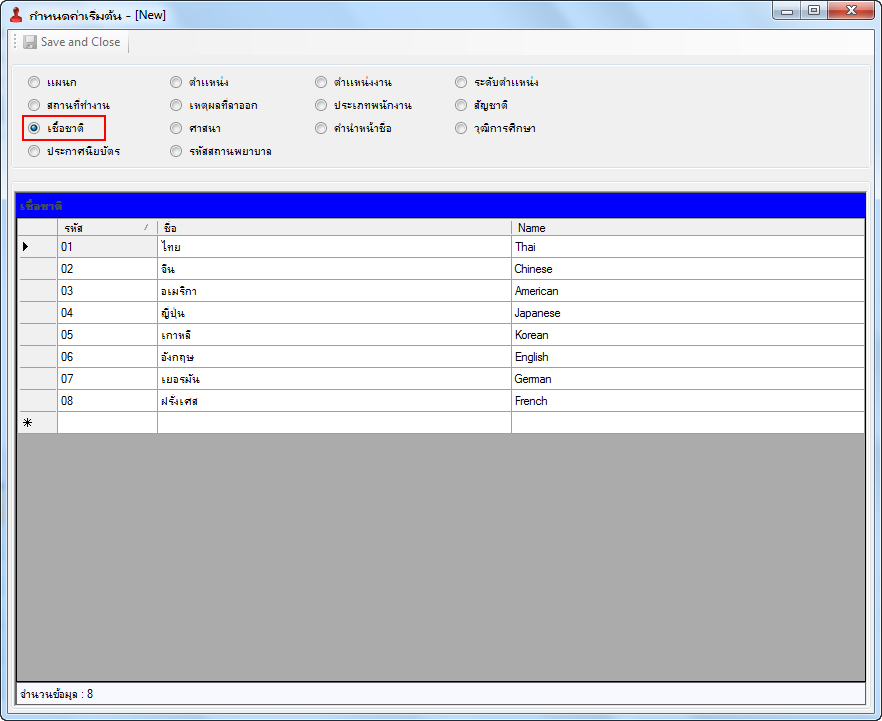 กำหนดค่าเริ่มต้น - [New]
Save and Close
แผนก ตำแหน่ง ตำแหน่งงาน ระดับตำแหน่ง
สถานที่ทำงาน เหตุผลที่ลาออก ประเภทพนักงาน สัญชาติ
เชื้อชาติ ศาสนา คำนำหน้าชื่อ วุฒิการศึกษา
ประกาศนียบัตร รหัสสถานพยาบาล
เชื้อชาติ
รหัส / ชื่อ Name
01 ไทย Thai
02 จีน Chinese
03 อเมริกา American
04 ญี่ปุ่น Japanese
05 เกาหลี Korean
06 อังกฤษ English
07 เยอรมัน German
08 ฝรั่งเศส French
จำนวนข้อมูล : 8